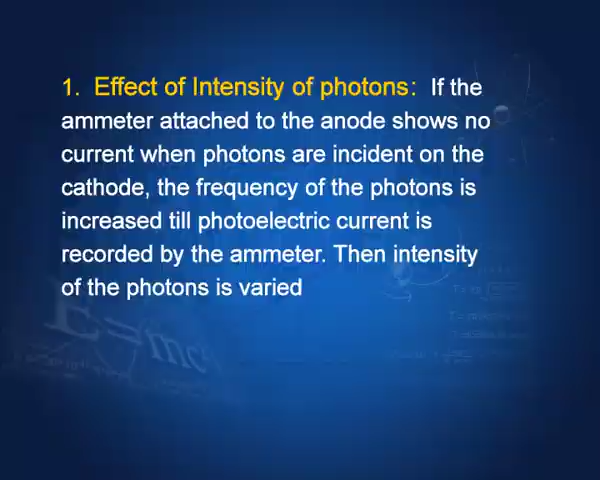 1. Effect of Intensity of photons: If the
ammeter attached to the anode shows no
current when photons are incident on the
cathode, the frequency of the photons is
increased till photoelectric current is
recorded by the ammeter. Then intensity
of the photons is varied
E=mc²